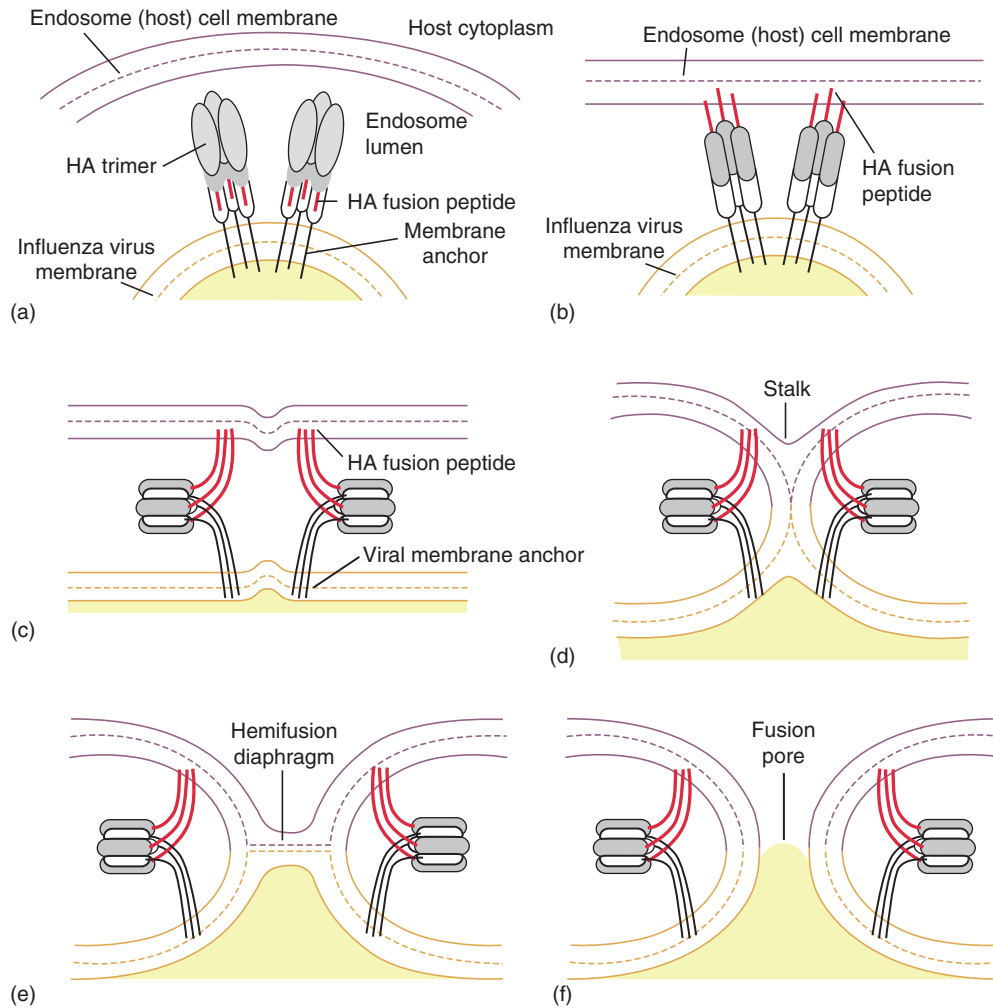 Endosome (host) cell membrane
Host cytoplasm
HA trimer
Endosome
lumen
HA fusion peptide
Membrane
anchor
Influenza virus
membrane
(a)
Endosome (host) cell membrane
HA fusion
peptide
Influenza virus
membrane
(b)
HA fusion peptide
Viral membrane anchor
(c)
Stalk
(d)
Hemifusion
diaphragm
(e)
Fusion
pore
(f)